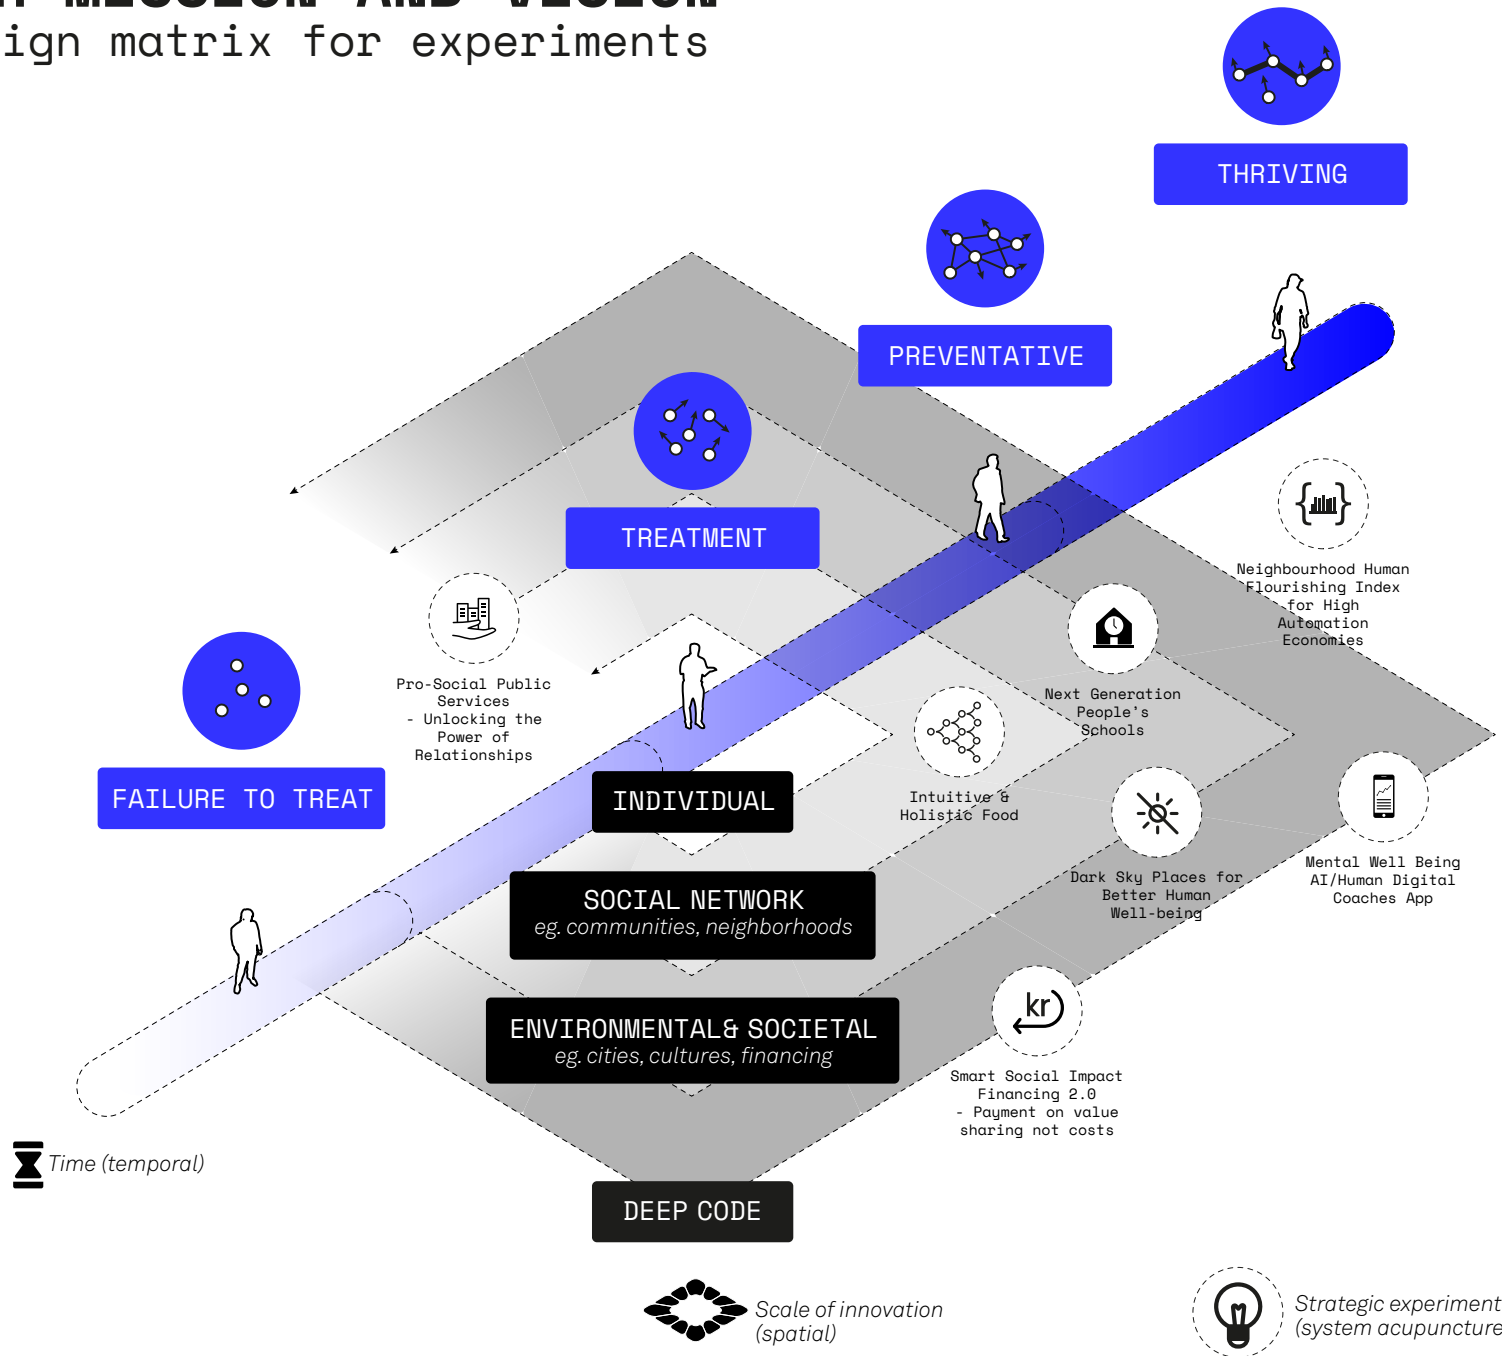 MISSION AND VISION
ign matrix for experiments
THRIVING
PREVENTATIVE
TREATMENT
FAILURE TO TREAT
Neighbourhood Human
Flourishing Index
for High
Automation
Economies
Pro-Social Public
Services
- Unlocking the
Power of
Relationships
Next Generation
People's
Schools
Intuitive &
Holistic Food
INDIVIDUAL
SOCIAL NETWORK
eg. communities, neighborhoods
ENVIRONMENTAL& SOCIETAL
eg. cities, cultures, financing
DEEP CODE
Dark Sky Places for
Better Human
Well-being
Mental Well Being
AI/Human Digital
Coaches App
kr
Smart Social Impact
Financing 2.0
- Payment on value
sharing not costs
Time (temporal)
Scale of innovation
(spatial)
Strategic experiment
(system acupuncture